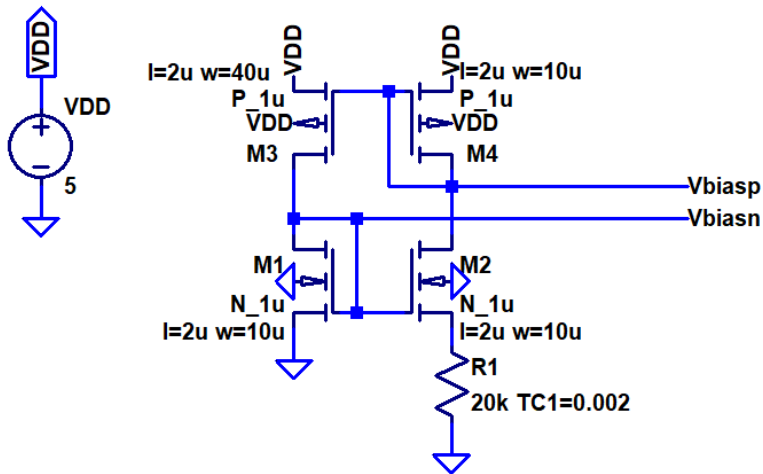 VDD
VDD
5
VDD
l=2u w=40u
P_1u
VDD
M3
VDD
l=2u w=10u
P_1u
VDD
M4
Vbiasp
Vbiasn
M1
N_1u
l=2u w=10u
M2
N_1u
l=2u w=10u
R1
20k TC1=0.002